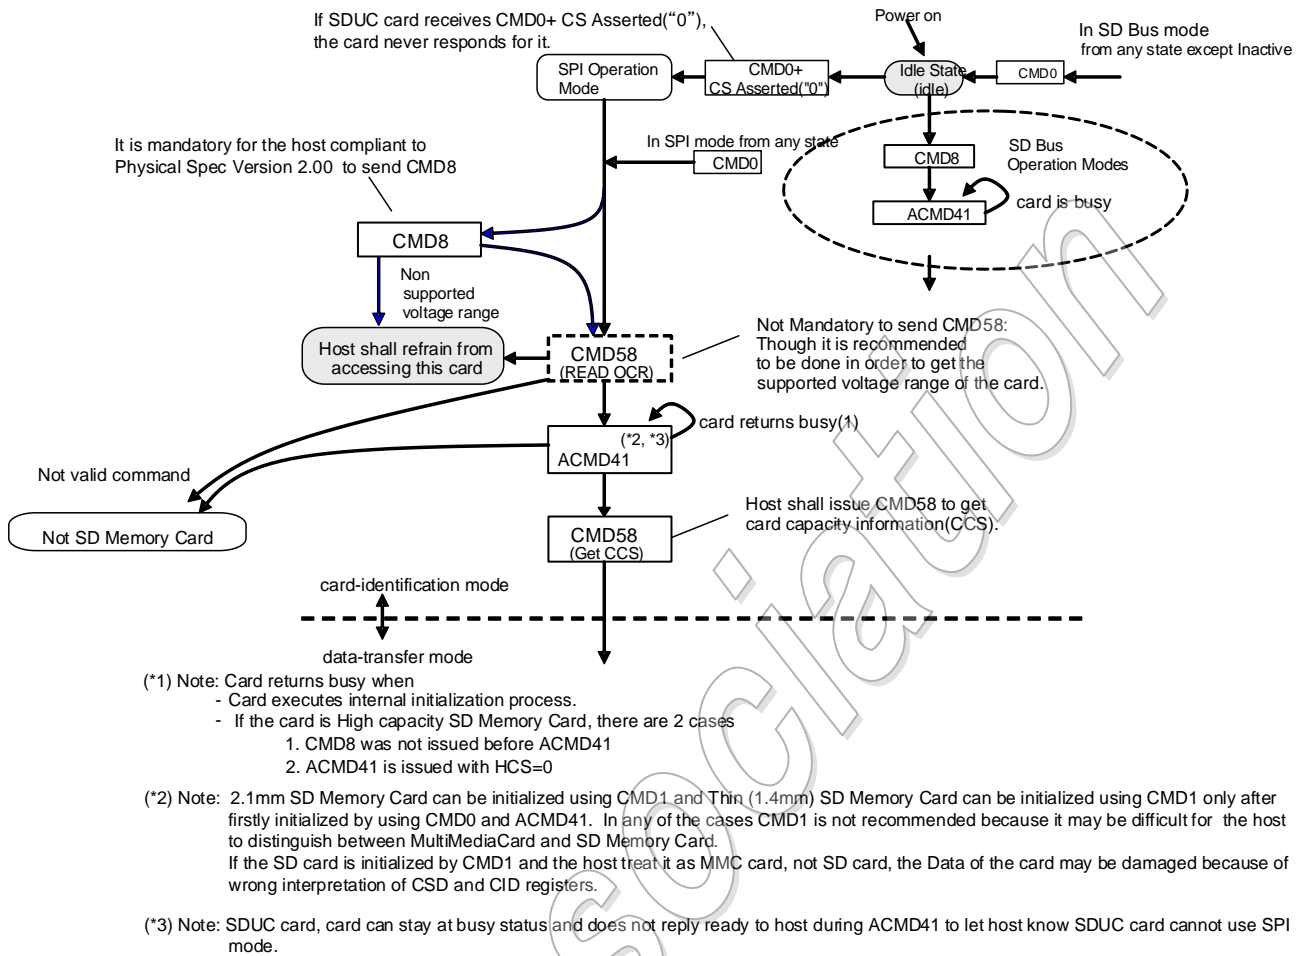 If SDUC card receives CMD0+ CS Asserted("0"),
the card never responds for it.
Power on
In SD Bus mode
from any state except Inactive
SPI Operation
Mode
CMD0+
CS Asserted("0")
Idle State
(idle)
CMD0
It is mandatory for the host compliant to
Physical Spec Version 2.00 to send CMD8
In SPI mode from any state
CMD0
CMD8
SD Bus
Operation Modes
ACMD41
card is busy
CMD8
Non
supported
voltage range
Host shall refrain from
accessing this card
CMD58
(READ OCR)
Not Mandatory to send CMD58:
Though it is recommended
to be done in order to get the
supported voltage range of the card.
card returns busy(1)
(*2, *3)
ACMD41
Not valid command
Not SD Memory Card
CMD58
(Get CCS)
Host shall issue CMD58 to get
card capacity information(CCS).
card-identification mode
data-transfer mode
(*1) Note: Card returns busy when
- Card executes internal initialization process.
- If the card is High capacity SD Memory Card, there are 2 cases
1. CMD8 was not issued before ACMD41
2. ACMD41 is issued with HCS=0
(*2) Note: 2.1mm SD Memory Card can be initialized using CMD1 and Thin (1.4mm) SD Memory Card can be initialized using CMD1 only after
firstly initialized by using CMD0 and ACMD41. In any of the cases CMD1 is not recommended because it may be difficult for the host
to distinguish between MultiMediaCard and SD Memory Card.
If the SD card is initialized by CMD1 and the host treat it as MMC card, not SD card, the Data of the card may be damaged because of
wrong interpretation of CSD and CID registers.
(*3) Note: SDUC card, card can stay at busy status and does not reply ready to host during ACMD41 to let host know SDUC card cannot use SPI
mode.
sociation